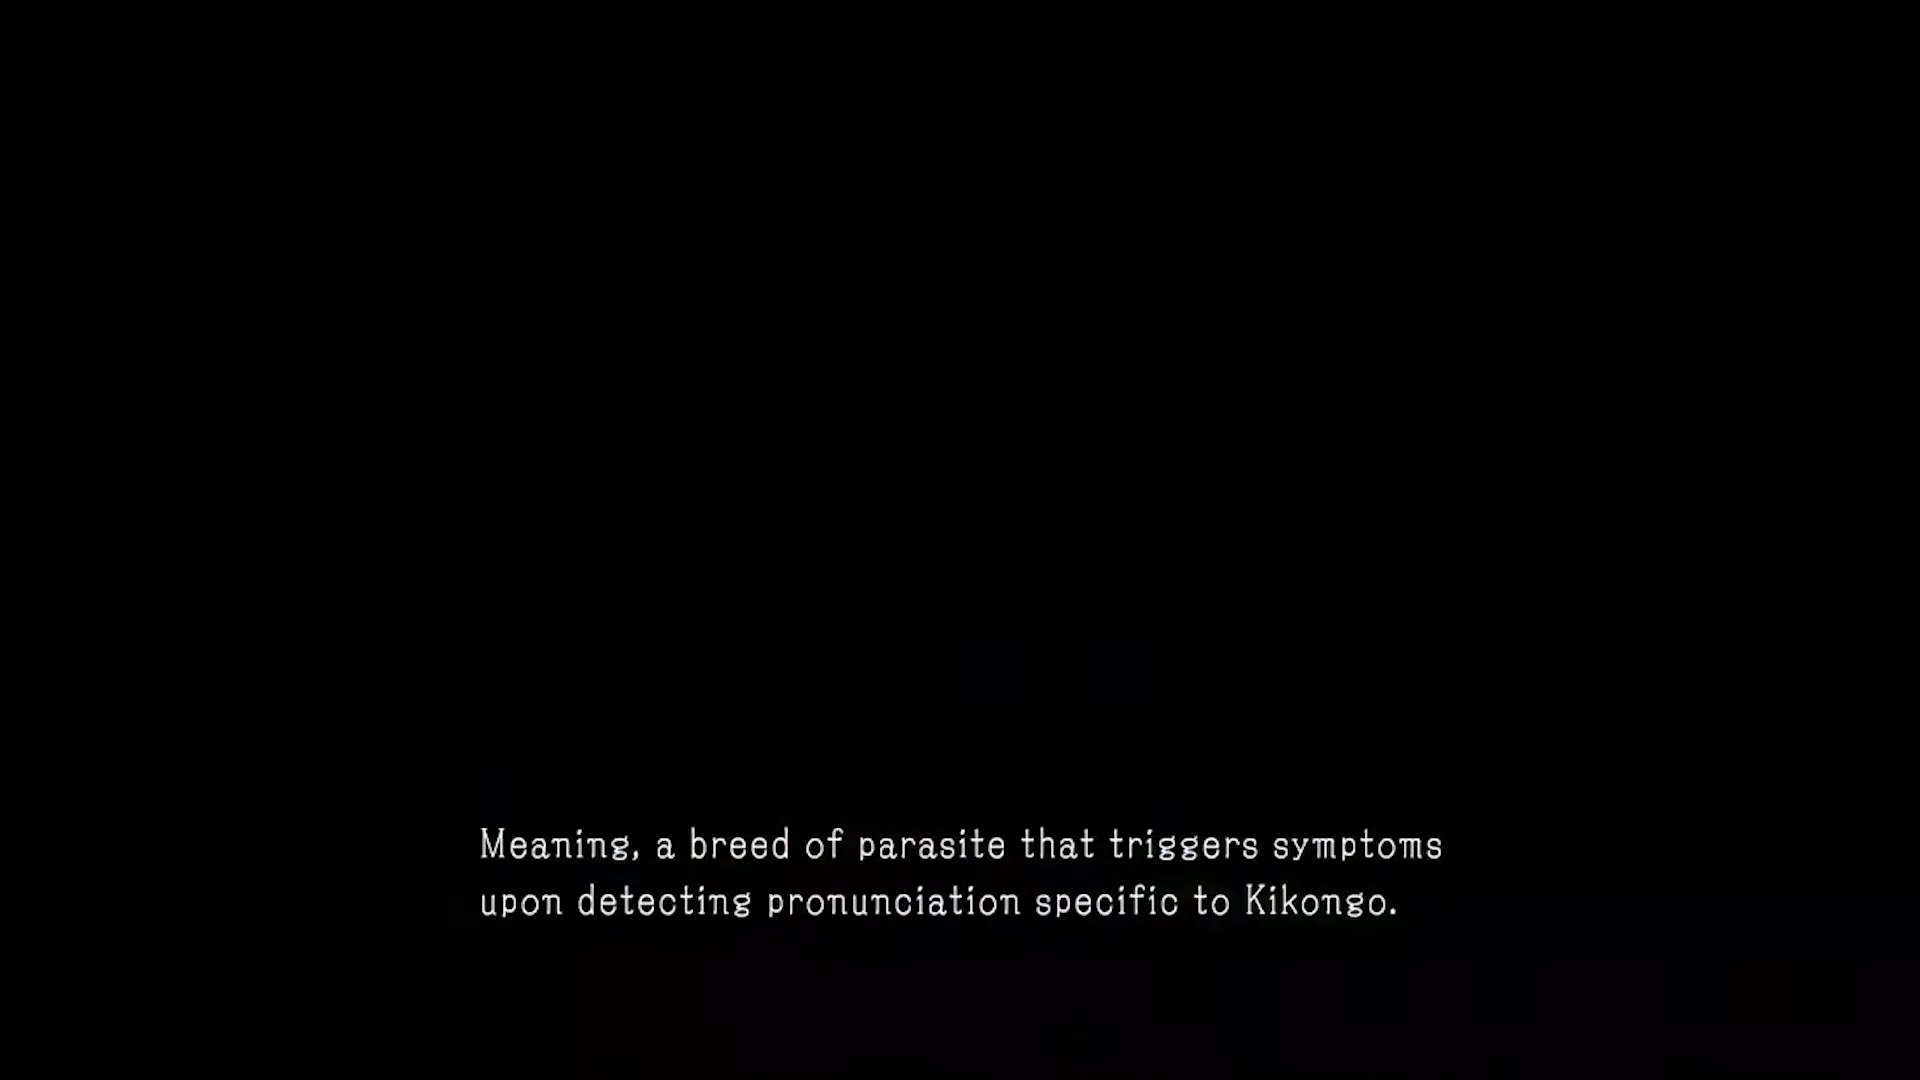 Meaning, a breed of parasite that triggers symptoms
upon detecting pronunciation specific to Kikongo.